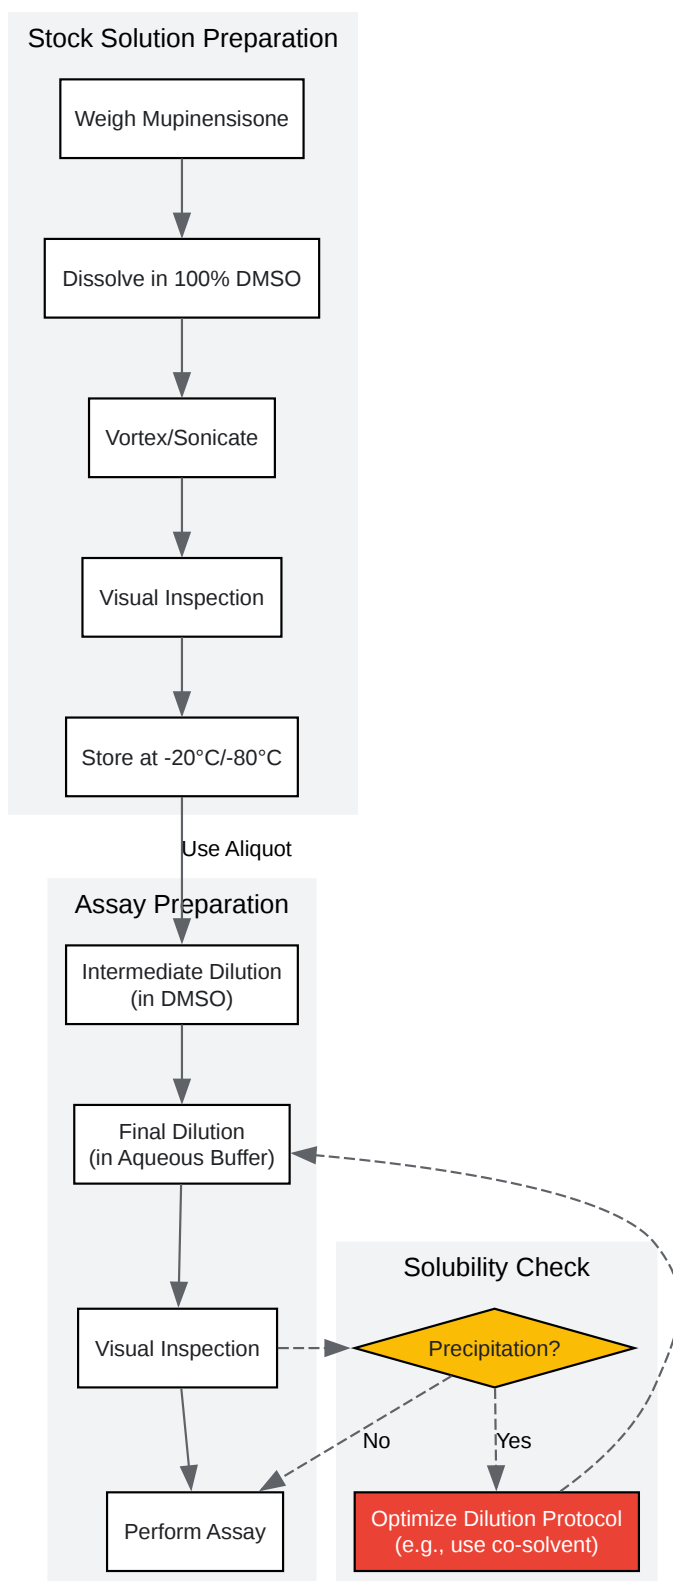 Stock Solution Preparation
Weigh Mupinensisone
Dissolve in 100% DMSO
Vortex/Sonicate
Visual Inspection
Store at -20°C/-80°C
Use Aliquot
Assay Preparation
Intermediate Dilution
(in DMSO)
Final Dilution
(in Aqueous Buffer)
Solubility Check
Visual Inspection
Precipitation?
No
Yes
Perform Assay
Optimize Dilution Protocol
(e.g., use co-solvent)